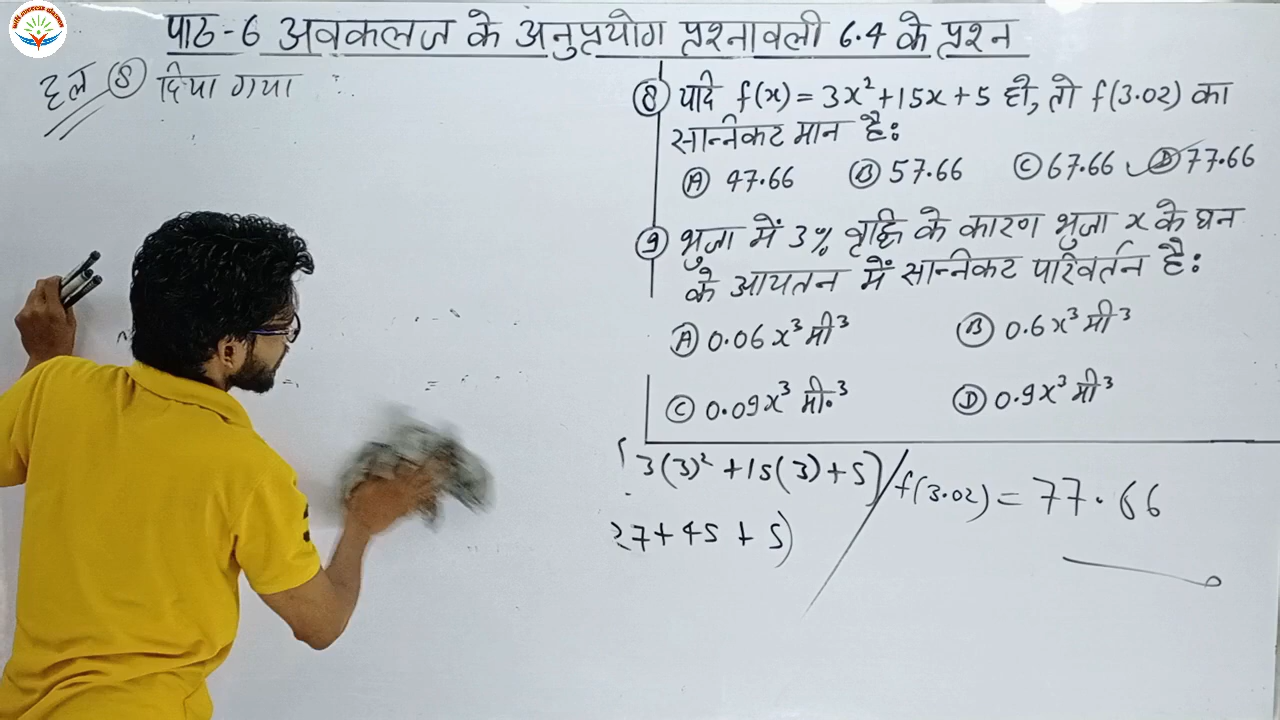 पाठ-6 अवकलज के अनुप्रयोग प्रश्नावली 6.4 के प्रश्न
हल ⑧ दिया गया :
⑧ यदि f(x) = 3x²+15x+5 हो, तो f(3.02) का
सन्निकट मान है:
Ⓐ 47.66 Ⓑ 57.66 Ⓒ 67.66 Ⓓ 77.66
⑨ भुजा में 3% वृद्धि के कारण भुजा x के घन
के आयतन में सन्निकट परिवर्तन है:
Ⓐ 0.06x³ मी³ Ⓑ 0.6x³ मी³
Ⓒ 0.09x³ मी.³ Ⓓ 0.9x³ मी³
3(3)² +15(3)+5)
27+45+5)
f(3.02) = 77.66